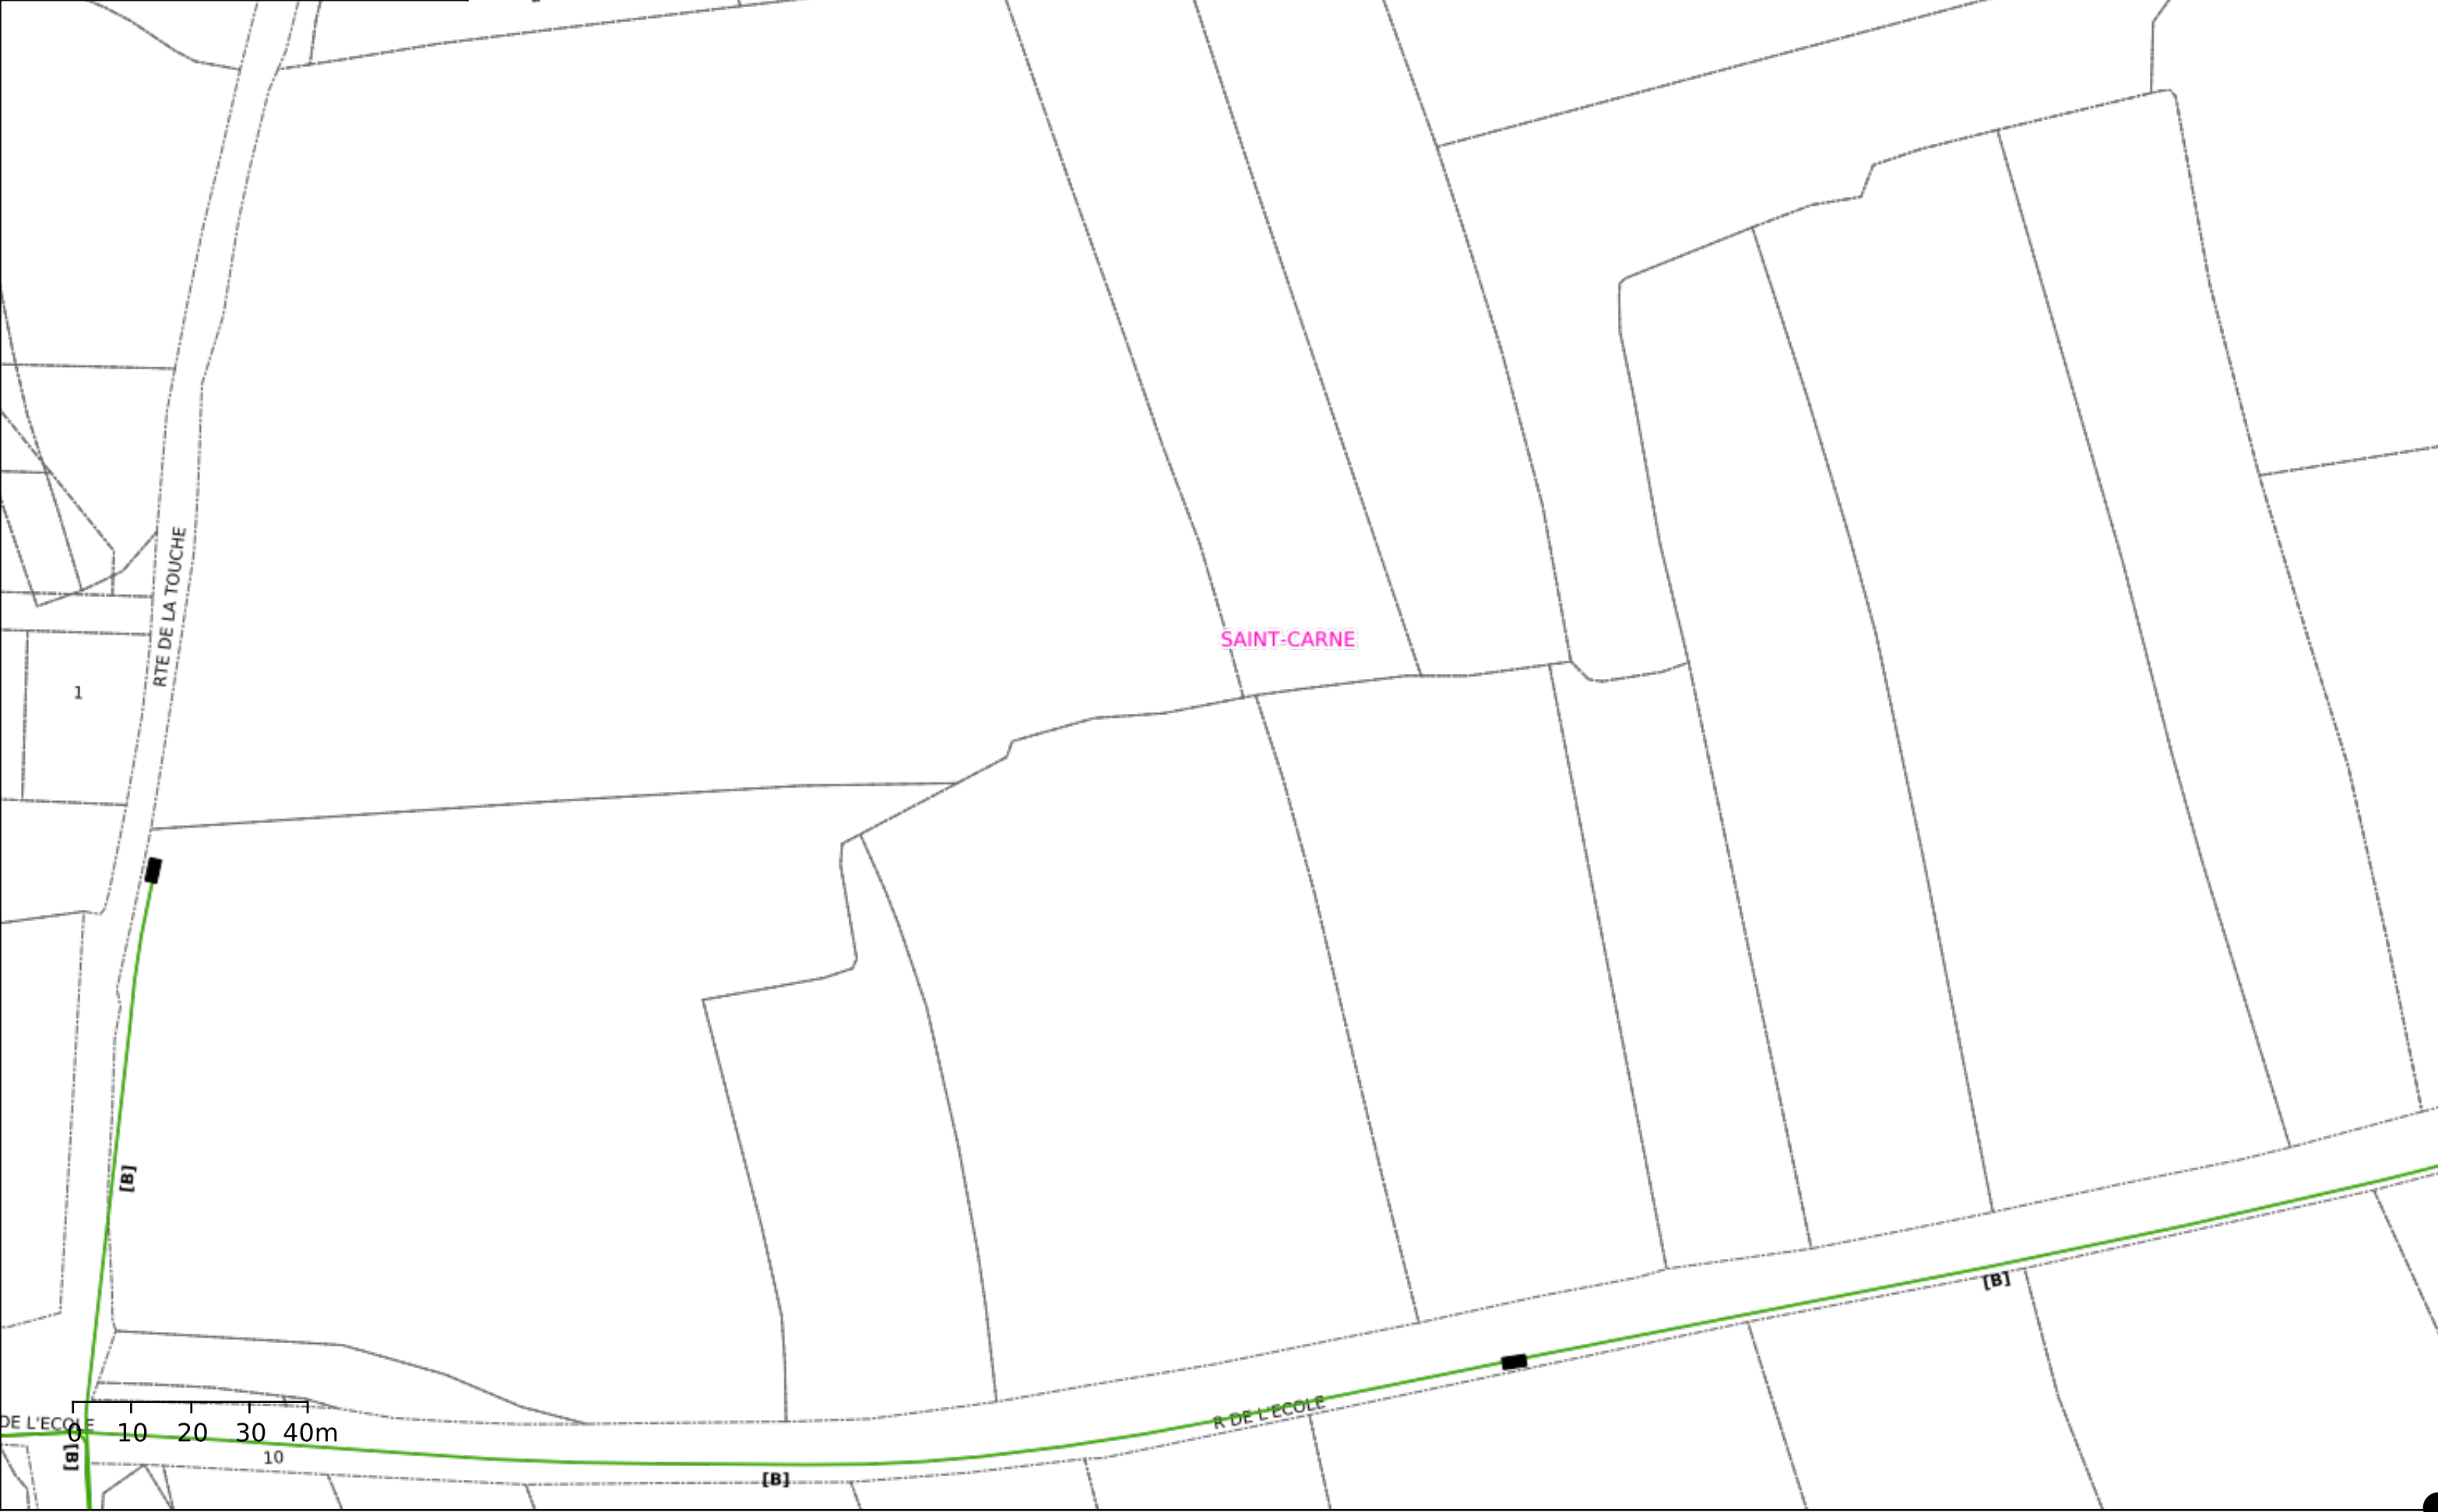 RTE DE LA TOUCHE
SAINT-CARNE
1
[B]
[B]
R DE L'ECOLE
DE L'ECOLE
0 10 20 30 40m
[B]
10
[B]